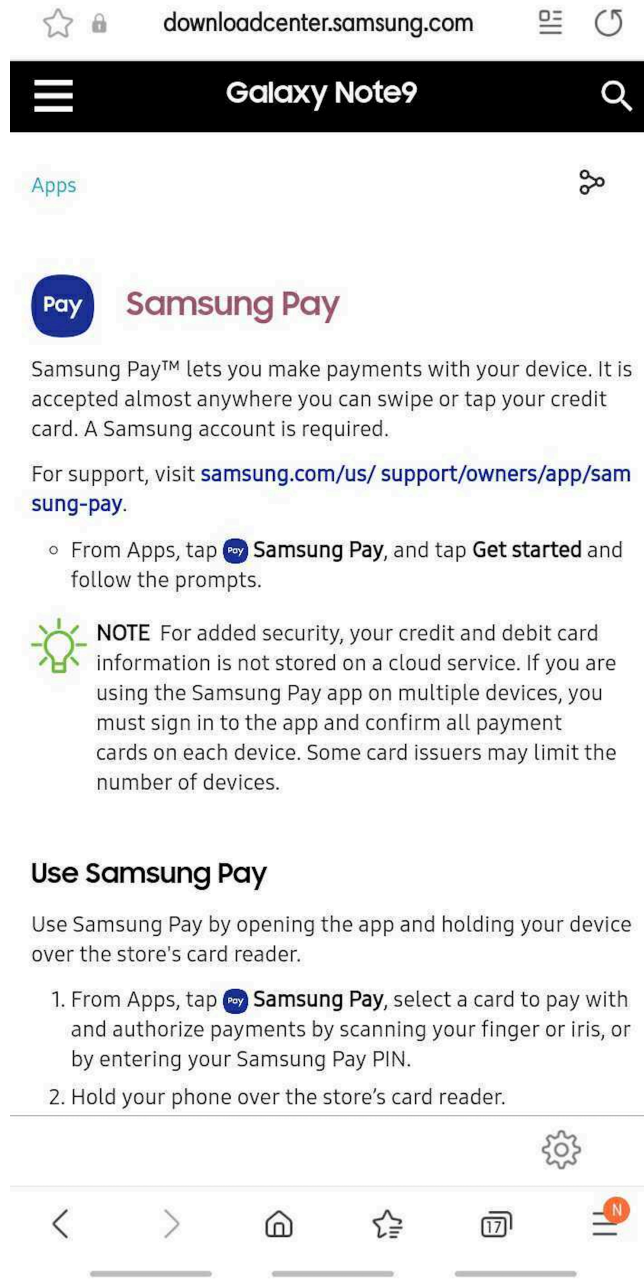 downloadcenter.samsung.com
Galaxy Note9
Apps
Pay
Samsung Pay
Samsung Pay™ lets you make payments with your device. It is
accepted almost anywhere you can swipe or tap your credit
card. A Samsung account is required.
For support, visit samsung.com/us/ support/owners/app/sam
sung-pay.
From Apps, tap Pay Samsung Pay, and tap Get started and
follow the prompts.
NOTE For added security, your credit and debit card
information is not stored on a cloud service. If you are
using the Samsung Pay app on multiple devices, you
must sign in to the app and confirm all payment
cards on each device. Some card issuers may limit the
number of devices.
Use Samsung Pay
Use Samsung Pay by opening the app and holding your device
over the store's card reader.
1. From Apps, tap Pay Samsung Pay, select a card to pay with
and authorize payments by scanning your finger or iris, or
by entering your Samsung Pay PIN.
2. Hold your phone over the store’s card reader.
17
N